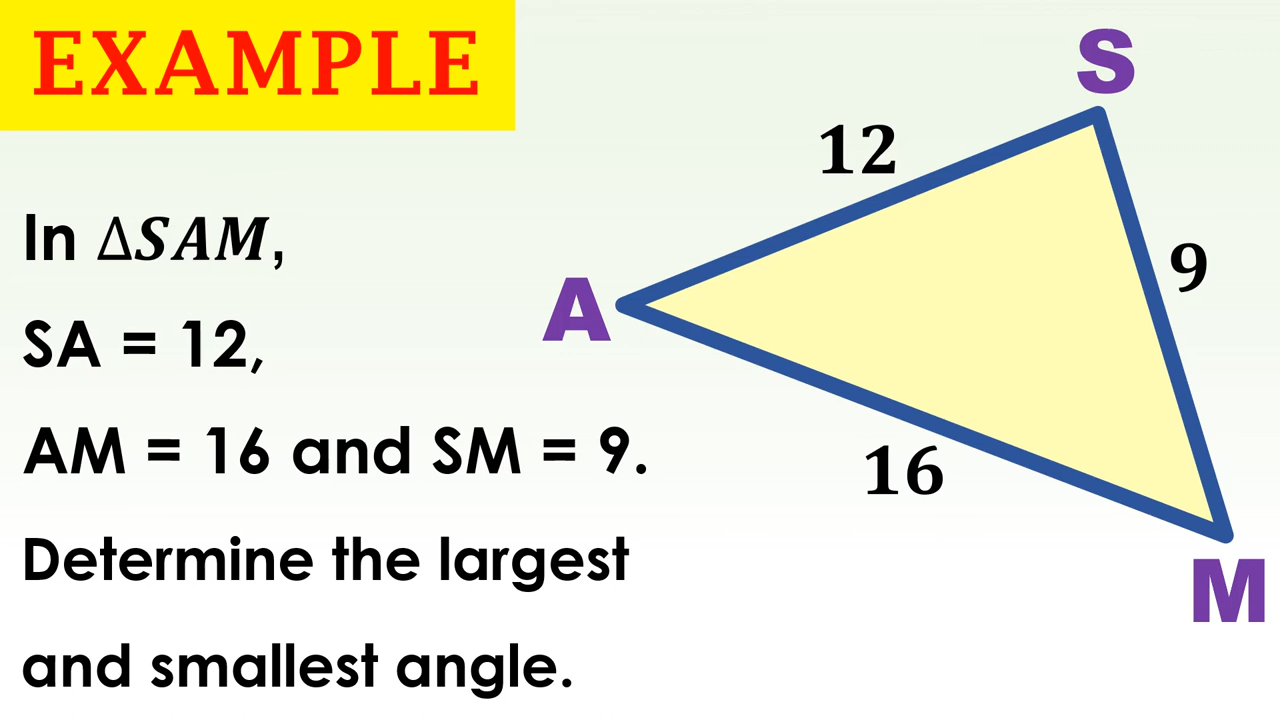 EXAMPLE
In ΔSAM,
SA = 12,
AM = 16 and SM = 9.
Determine the largest
and smallest angle.
S
12
9
A
16
M